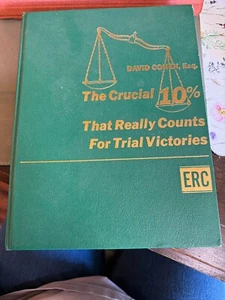 DAVID COHEN, Esq.
The Crucial 10%
That Really Counts
For Trial Victories
ERC